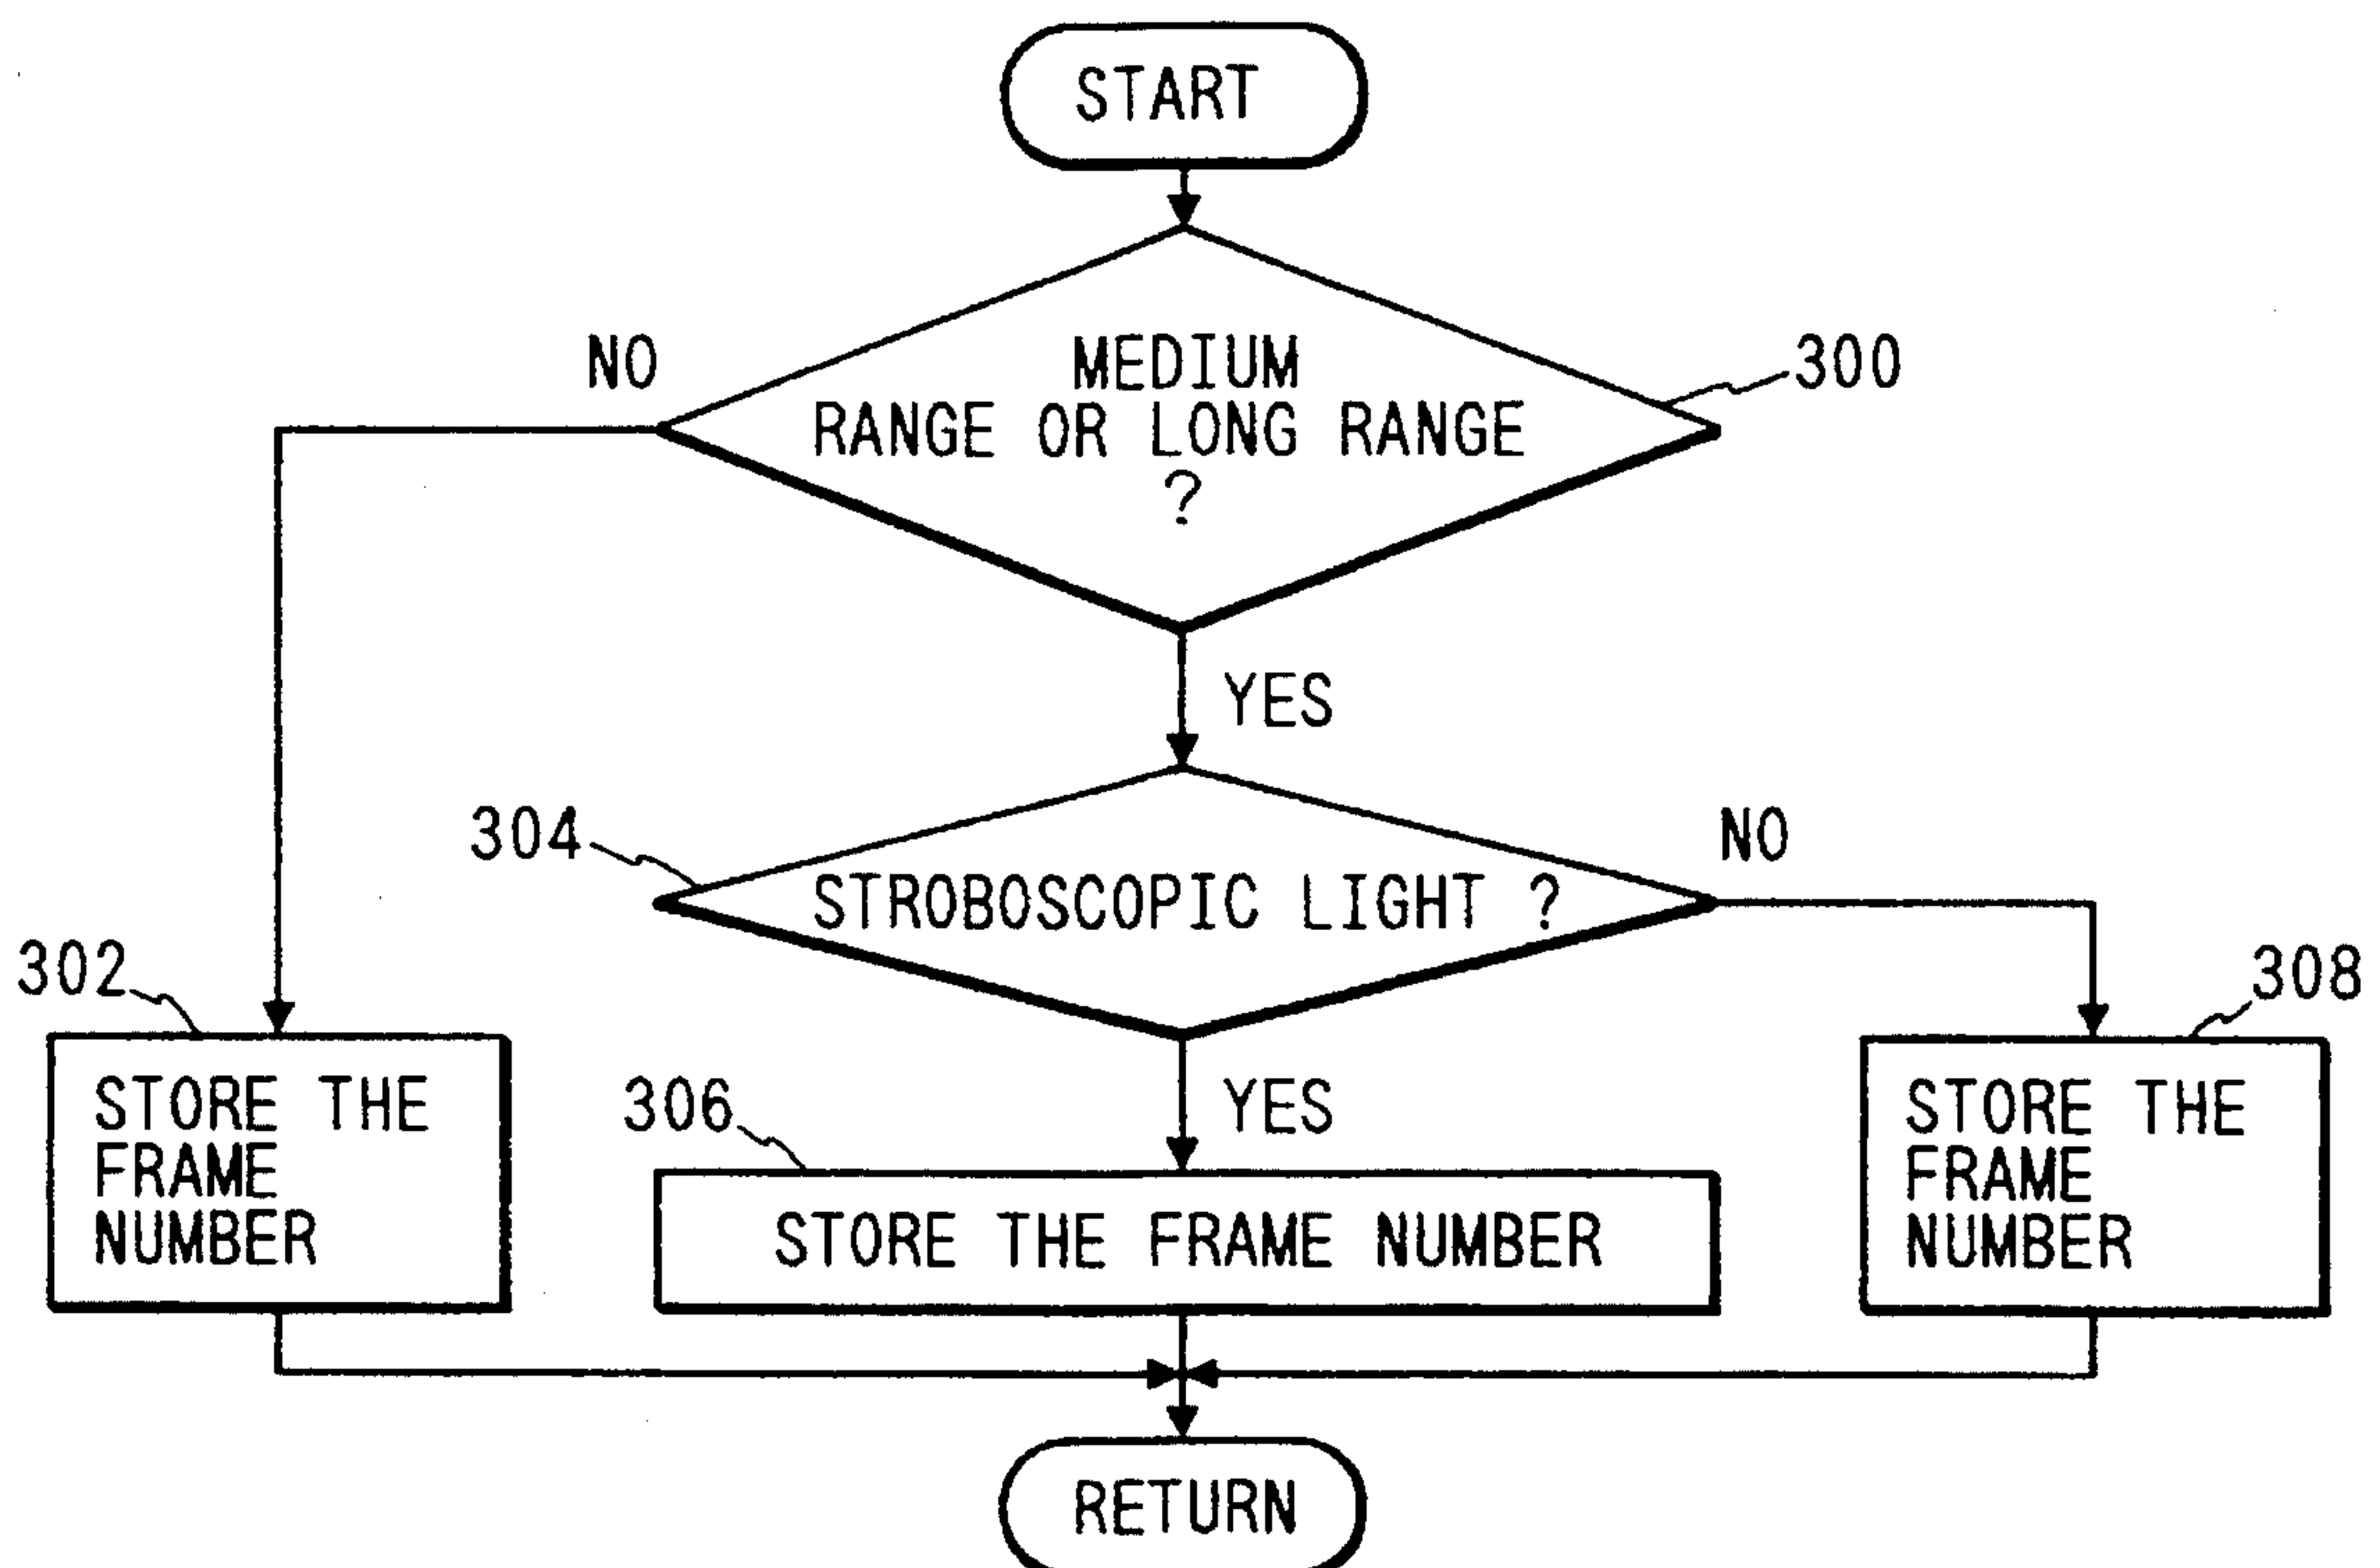 START
NO
MEDIUM
RANGE OR LONG RANGE
?
300
YES
304
STROBOSCOPIC LIGHT ?
NO
302
308
STORE THE
FRAME
NUMBER
306
YES
STORE THE FRAME NUMBER
STORE THE
FRAME
NUMBER
RETURN